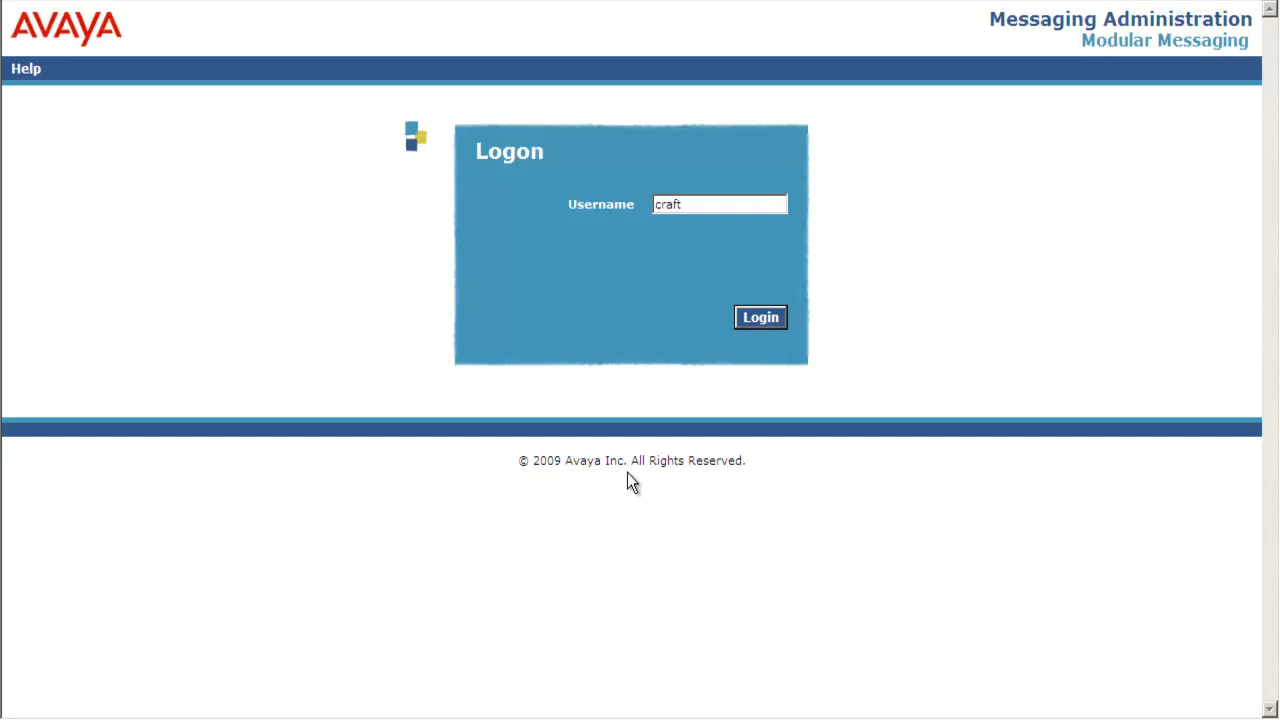 AVAYA
Messaging Administration
Modular Messaging
Help
Logon
Username craft
Login
© 2009 Avaya Inc. All Rights Reserved.